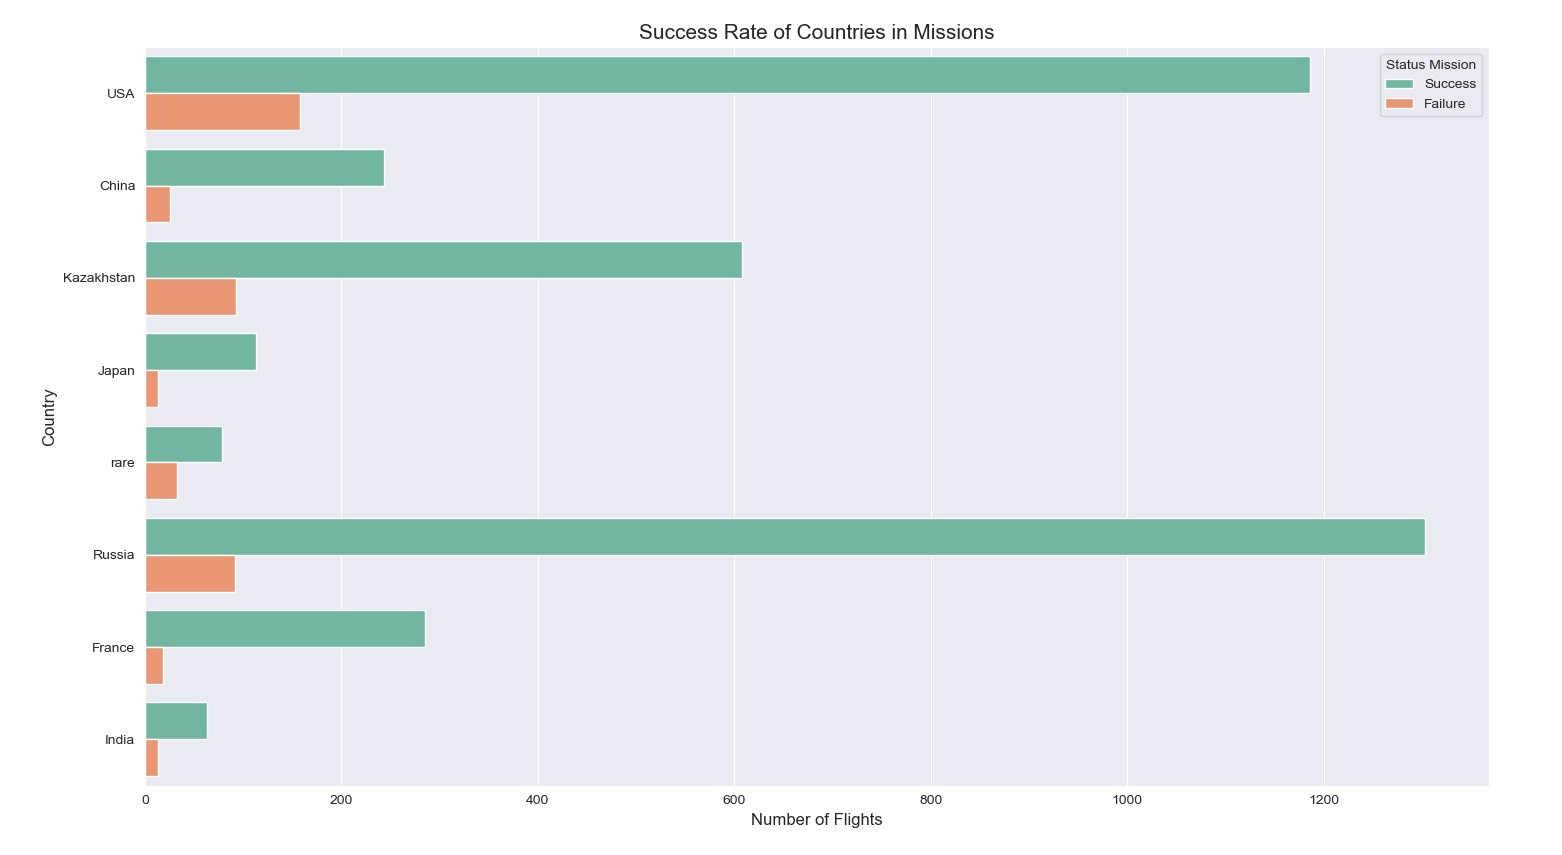 Success Rate of Countries in Missions
Status Mission
Success
Failure
Country
USA
China
Kazakhstan
Japan
rare
Russia
France
India
0 200 400 600 800 1000 1200
Number of Flights